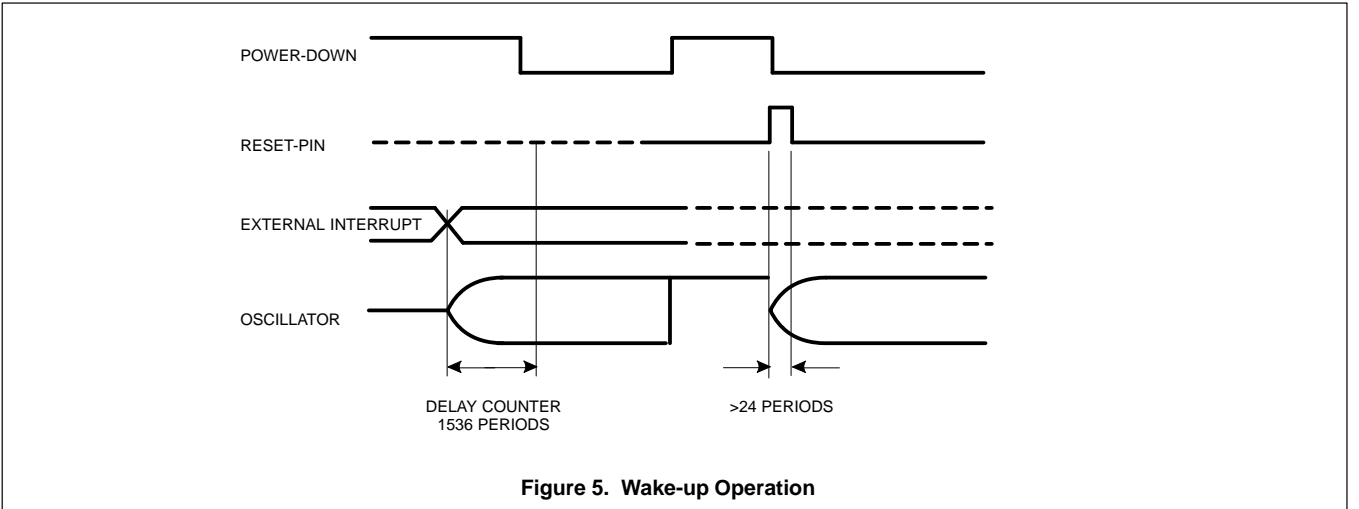 POWER-DOWN
RESET-PIN
EXTERNAL INTERRUPT
OSCILLATOR
DELAY COUNTER
1536 PERIODS
>24 PERIODS
Figure 5. Wake-up Operation